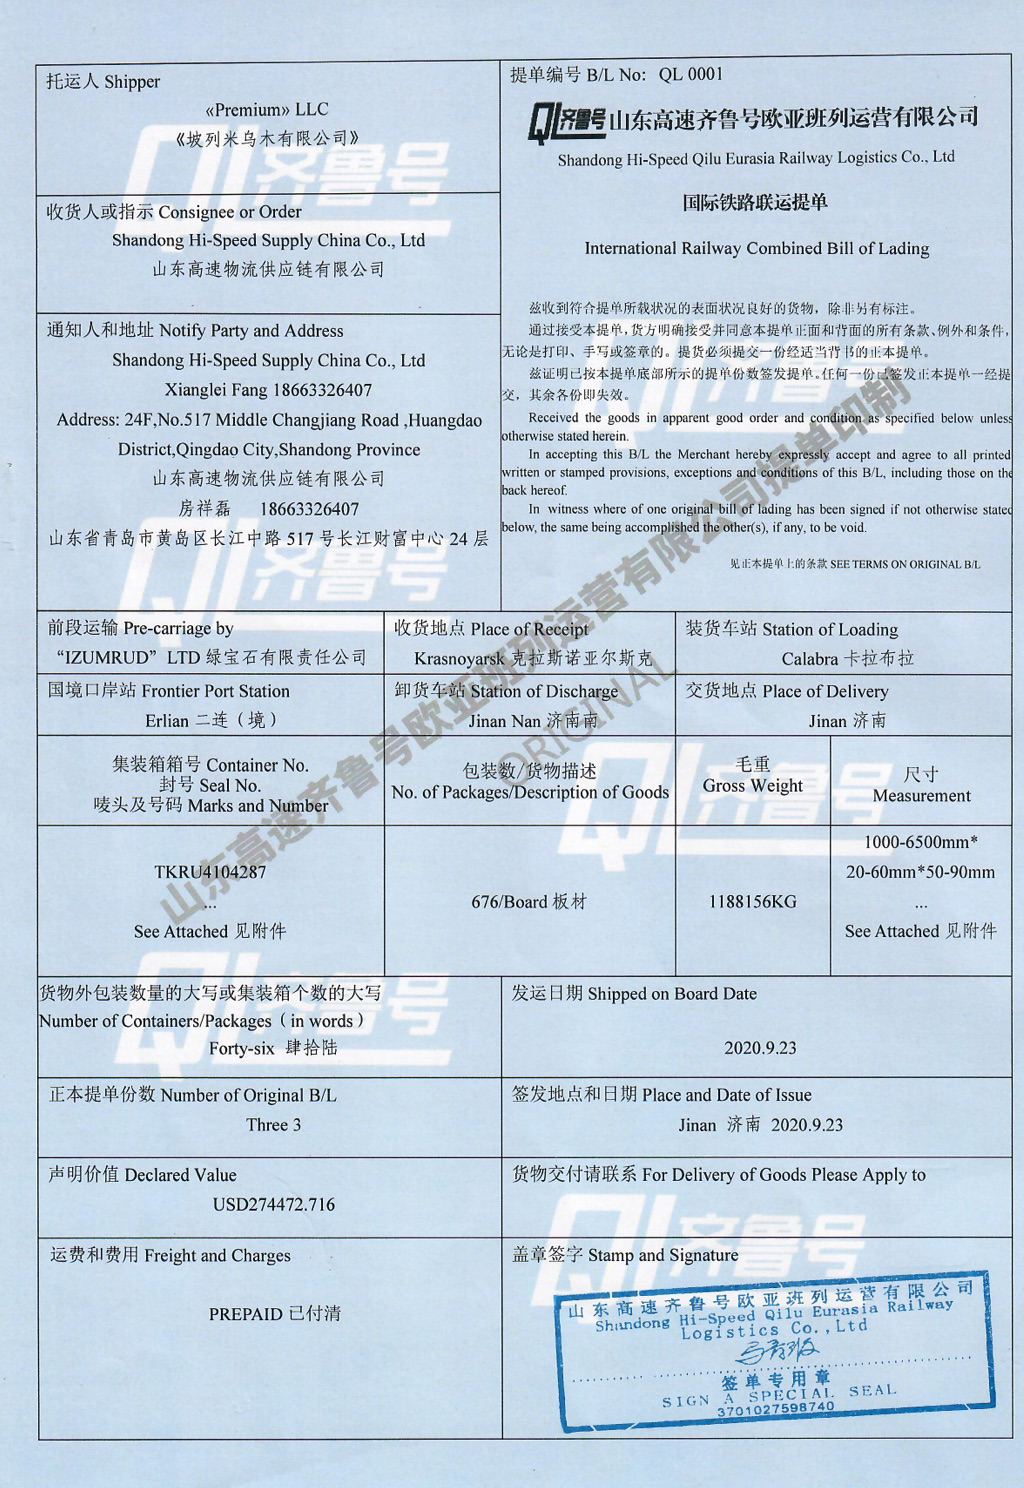 托运人 Shipper
«Premium» LLC
《坡列米乌木有限公司》
提单编号 B/L No: QL 0001
QL齐鲁号 山东高速齐鲁号欧亚班列运营有限公司
Shandong Hi-Speed Qilu Eurasia Railway Logistics Co., Ltd
国际铁路联运提单
International Railway Combined Bill of Lading
收货人或指示 Consignee or Order
Shandong Hi-Speed Supply China Co., Ltd
山东高速物流供应链有限公司
通知人和地址 Notify Party and Address
Shandong Hi-Speed Supply China Co., Ltd
Xianglei Fang 18663326407
Address: 24F,No.517 Middle Changjiang Road ,Huangdao
District,Qingdao City,Shandong Province
山东高速物流供应链有限公司
房祥磊 18663326407
山东省青岛市黄岛区长江中路 517 号长江财富中心 24 层
兹收到符合提单所载状况的表面状况良好的货物，除非另有标注。
通过接受本提单，货方明确接受并同意本提单正面和背面的所有条款、例外和条件，
无论是打印、手写或签章的。提货必须提交一份经适当背书的正本提单。
兹证明已按本提单底部所示的提单份数签发提单。任何一份已签发正本提单一经提
交，其余各份即失效。
Received the goods in apparent good order and condition as specified below unless
otherwise stated herein.
In accepting this B/L the Merchant hereby expressly accept and agree to all printed
written or stamped provisions, exceptions and conditions of this B/L, including those on the
back hereof.
In witness where of one original bill of lading has been signed if not otherwise stated
below, the same being accomplished the other(s), if any, to be void.
见正本提单上的条款 SEE TERMS ON ORIGINAL B/L
前段运输 Pre-carriage by
“IZUMRUD” LTD 绿宝石有限责任公司
收货地点 Place of Receipt
Krasnoyarsk 克拉斯诺亚尔斯克
装货车站 Station of Loading
Calabra 卡拉布拉
国境口岸站 Frontier Port Station
Erlian 二连（境）
卸货车站 Station of Discharge
Jinan Nan 济南南
交货地点 Place of Delivery
Jinan 济南
集装箱箱号 Container No.
封号 Seal No.
唛头及号码 Marks and Number
包装数/货物描述
No. of Packages/Description of Goods
毛重
Gross Weight
尺寸
Measurement
TKRU4104287
...
See Attached 见附件
676/Board 板材
1188156KG
1000-6500mm*
20-60mm*50-90mm
...
See Attached 见附件
货物外包装数量的大写或集装箱个数的大写
Number of Containers/Packages（in words）
Forty-six 肆拾陆
发运日期 Shipped on Board Date
2020.9.23
正本提单份数 Number of Original B/L
Three 3
签发地点和日期 Place and Date of Issue
Jinan 济南 2020.9.23
声明价值 Declared Value
USD274472.716
货物交付请联系 For Delivery of Goods Please Apply to
运费和费用 Freight and Charges
PREPAID 已付清
盖章签字 Stamp and Signature
山东高速齐鲁号欧亚班列运营有限公司
Shandong Hi-Speed Qilu Eurasia Railway
Logistics Co.,Ltd
签单专用章
SIGN A SPECIAL SEAL
3701027598740
山东高速齐鲁号欧亚班列运营有限公司提单印制
ORIGINAL
QL齐鲁号
QL齐鲁号
QL齐鲁号
QL齐鲁号
QL齐鲁号
QL齐鲁号